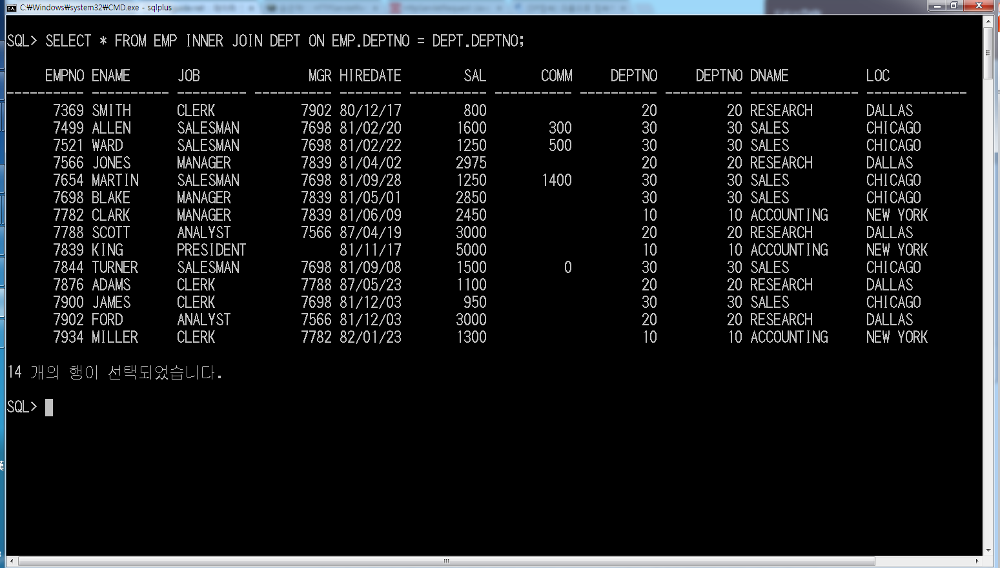 C:₩Windows₩system32₩CMD.exe - sqlplus
SQL> SELECT * FROM EMP INNER JOIN DEPT ON EMP.DEPTNO = DEPT.DEPTNO;
EMPNO ENAME JOB MGR HIREDATE SAL COMM DEPTNO DEPTNO DNAME LOC
---------- ---------- --------- ---------- -------- ---------- ---------- ---------- ---------- -------------- -------------
7369 SMITH CLERK 7902 80/12/17 800 20 20 RESEARCH DALLAS
7499 ALLEN SALESMAN 7698 81/02/20 1600 300 30 30 SALES CHICAGO
7521 WARD SALESMAN 7698 81/02/22 1250 500 30 30 SALES CHICAGO
7566 JONES MANAGER 7839 81/04/02 2975 20 20 RESEARCH DALLAS
7654 MARTIN SALESMAN 7698 81/09/28 1250 1400 30 30 SALES CHICAGO
7698 BLAKE MANAGER 7839 81/05/01 2850 30 30 SALES CHICAGO
7782 CLARK MANAGER 7839 81/06/09 2450 10 10 ACCOUNTING NEW YORK
7788 SCOTT ANALYST 7566 87/04/19 3000 20 20 RESEARCH DALLAS
7839 KING PRESIDENT 81/11/17 5000 10 10 ACCOUNTING NEW YORK
7844 TURNER SALESMAN 7698 81/09/08 1500 0 30 30 SALES CHICAGO
7876 ADAMS CLERK 7788 87/05/23 1100 20 20 RESEARCH DALLAS
7900 JAMES CLERK 7698 81/12/03 950 30 30 SALES CHICAGO
7902 FORD ANALYST 7566 81/12/03 3000 20 20 RESEARCH DALLAS
7934 MILLER CLERK 7782 82/01/23 1300 10 10 ACCOUNTING NEW YORK
14 개의 행이 선택되었습니다.
SQL>